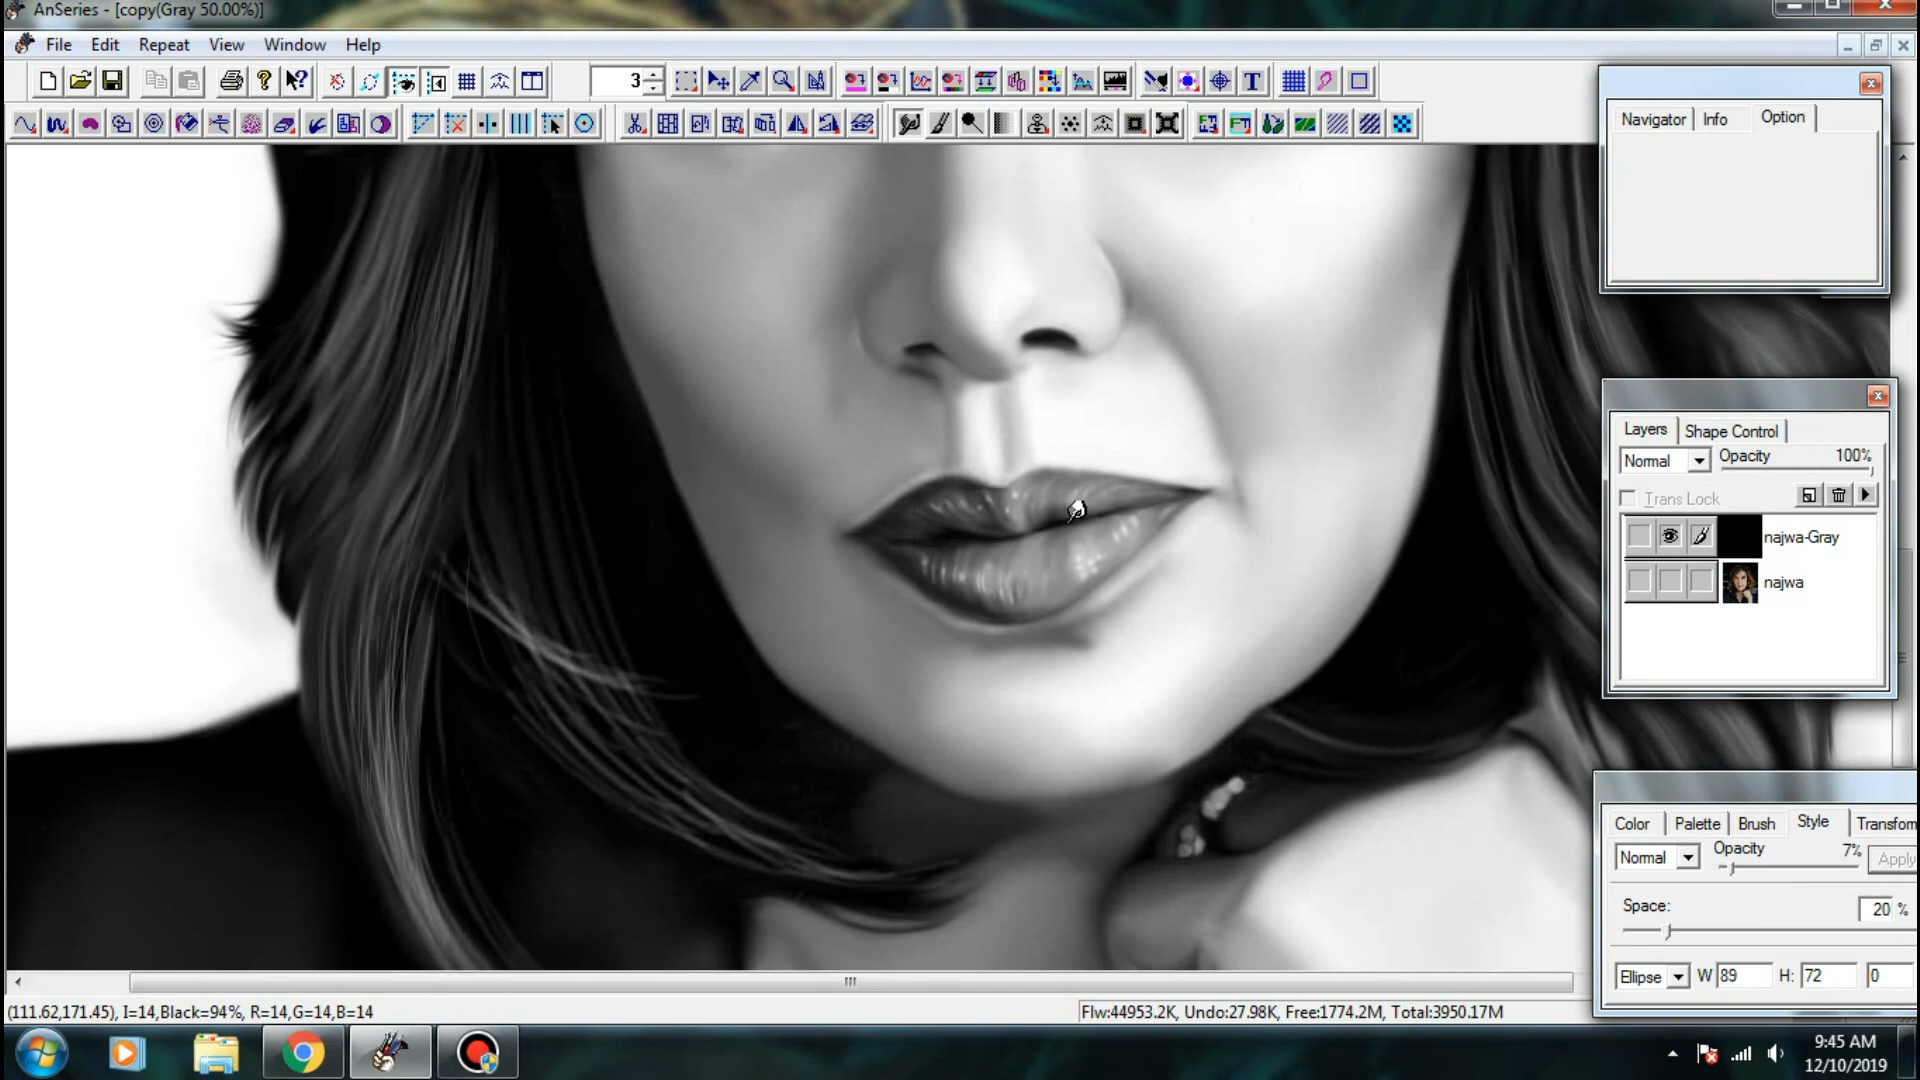 AnSeries - [copy(Gray 50.00%)]
File Edit Repeat View Window Help
3
Navigator Info Option
Layers Shape Control
Normal Opacity 100%
Trans Lock
najwa-Gray
najwa
Color Palette Brush Style Transform
Normal Opacity 7% Apply
Space: 20 %
Ellipse W 89 H: 72 0
(111.62,171.45), I=14,Black=94%, R=14,G=14,B=14
Flw:44953.2K, Undo:27.98K, Free:1774.2M, Total:3950.17M
9:45 AM
12/10/2019